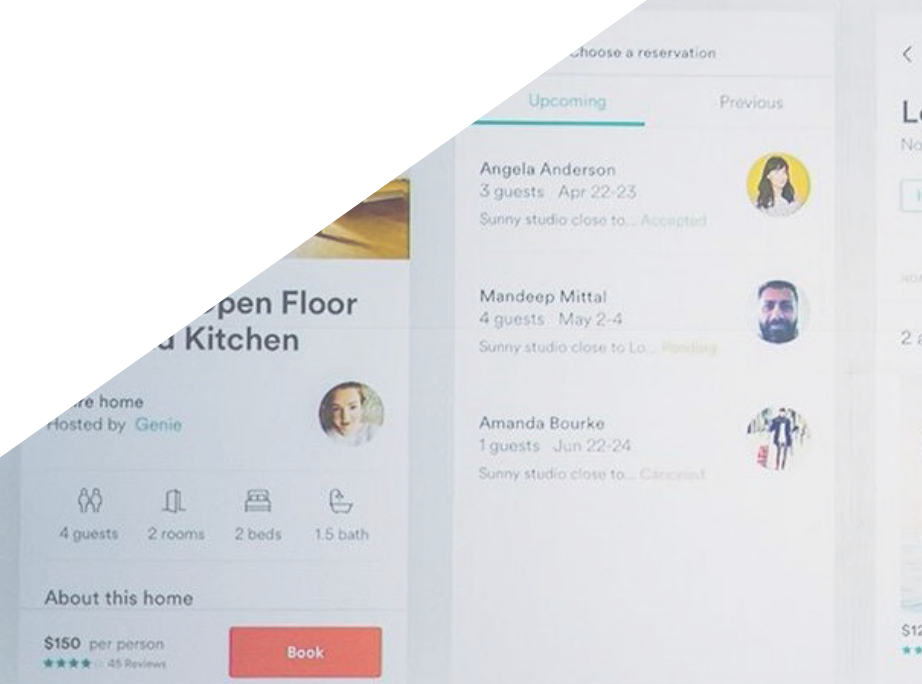 Choose a reservation
Upcoming
Previous
Angela Anderson
3 guests Apr 22-23
Sunny studio close to... Accepted
Mandeep Mittal
4 guests May 2-4
Sunny studio close to Lo... Pending
Amanda Bourke
1 guests Jun 22-24
Sunny studio close to... Canceled
Floor
Kitchen
home
Hosted by Genie
4 guests
2 rooms
2 beds
1.5 bath
About this home
$150 per person
45 Reviews
Book
2